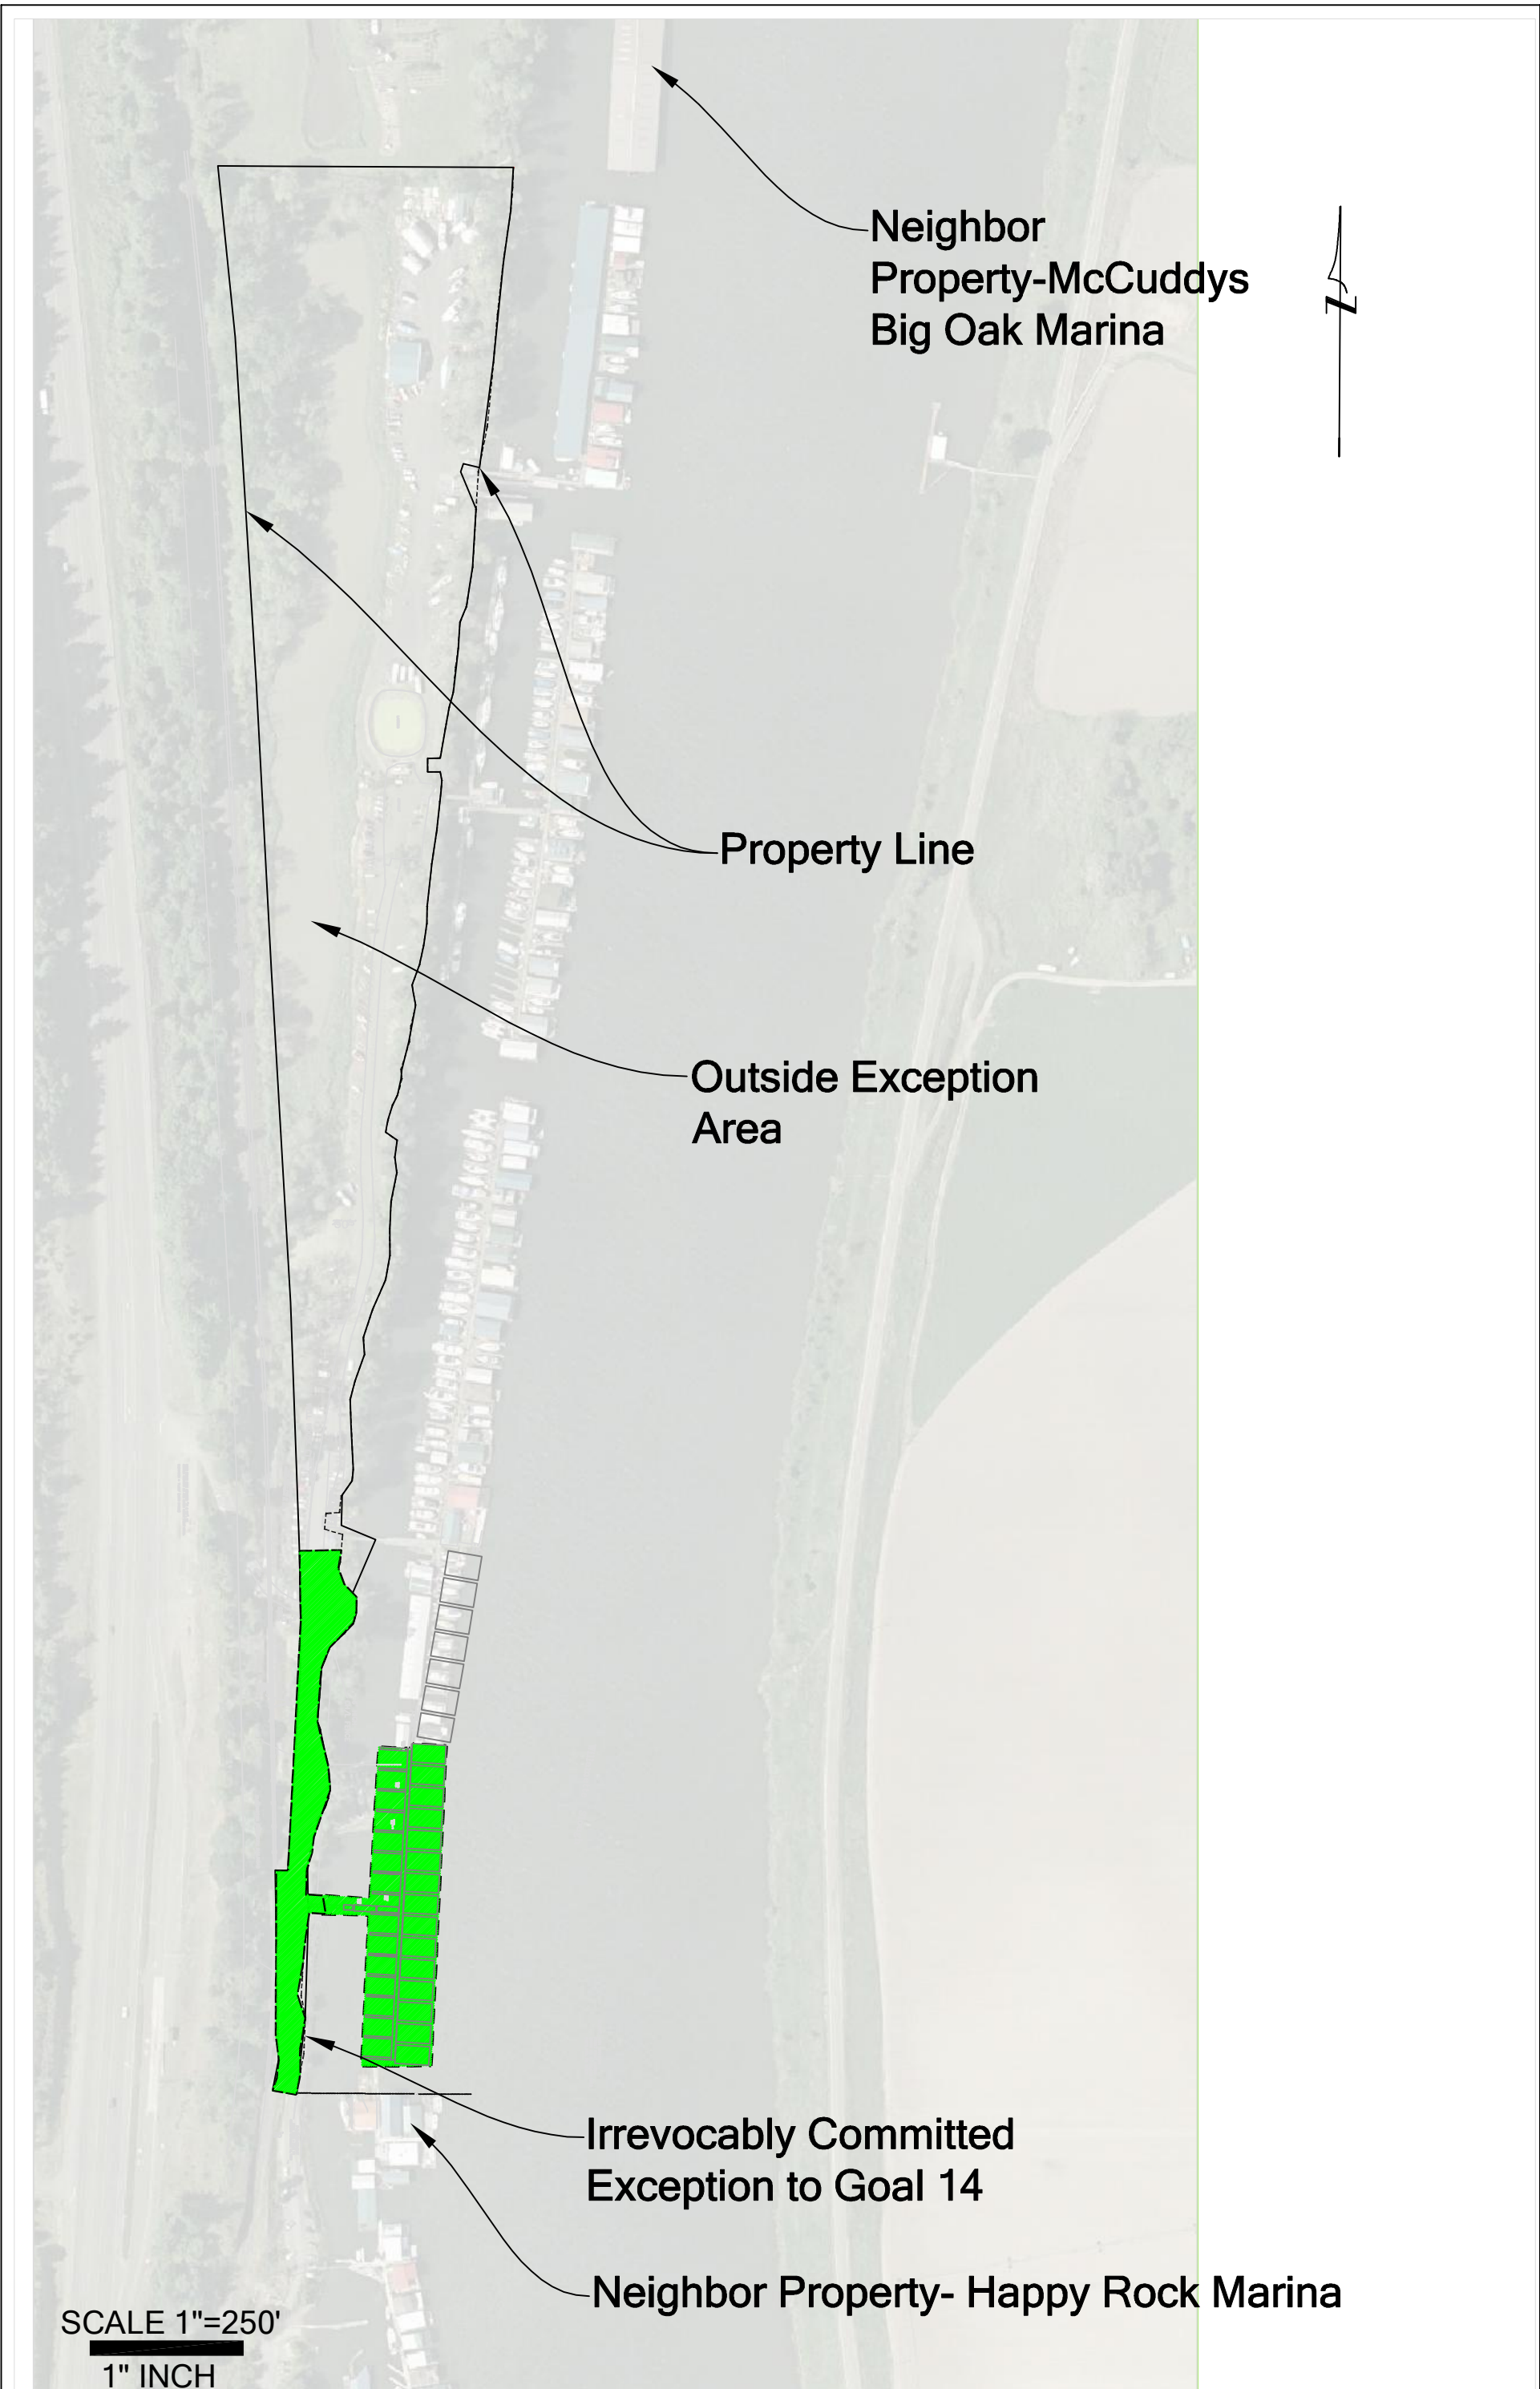 Neighbor
Property-McCuddys
Big Oak Marina
N
Property Line
Outside Exception
Area
Irrevocably Committed
Exception to Goal 14
Neighbor Property- Happy Rock Marina
SCALE 1"=250'
1" INCH